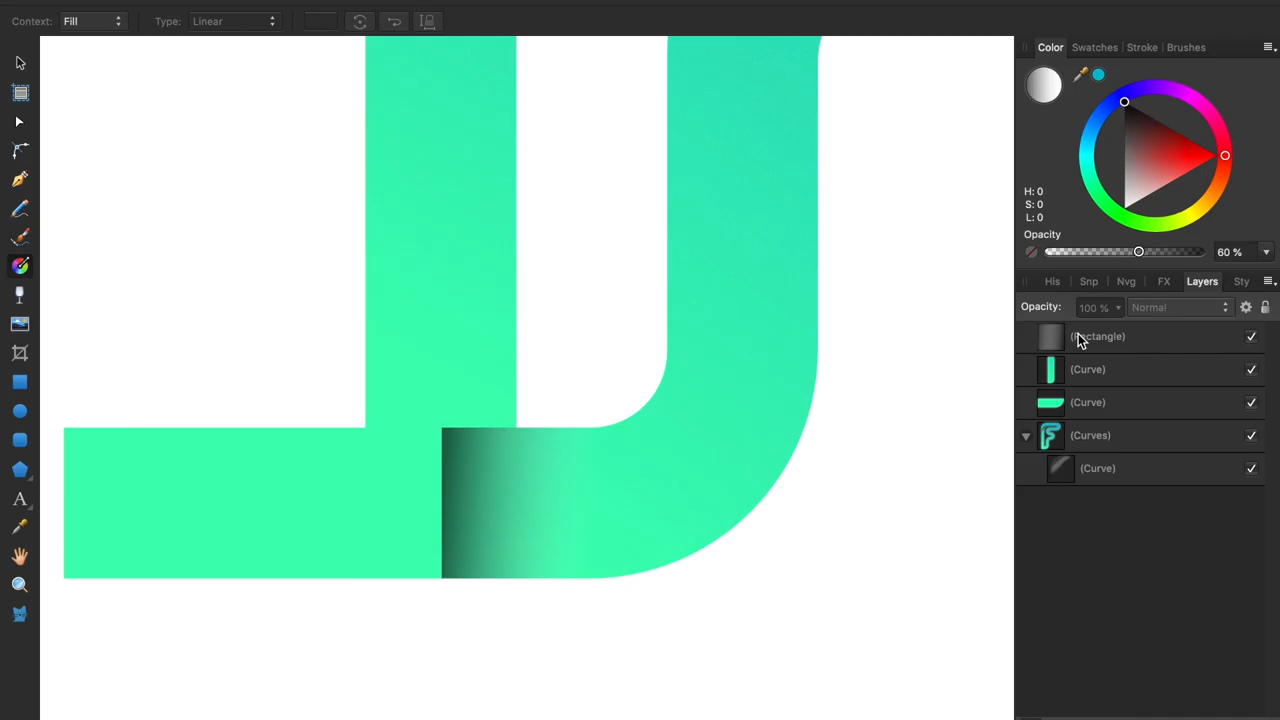 Context: Fill Type: Linear
Color Swatches Stroke Brushes
H: 0
S: 0
L: 0
Opacity
60 %
His Snp Nvg FX Layers Sty
Opacity: 100 % Normal
(Rectangle)
(Curve)
(Curve)
(Curves)
(Curve)